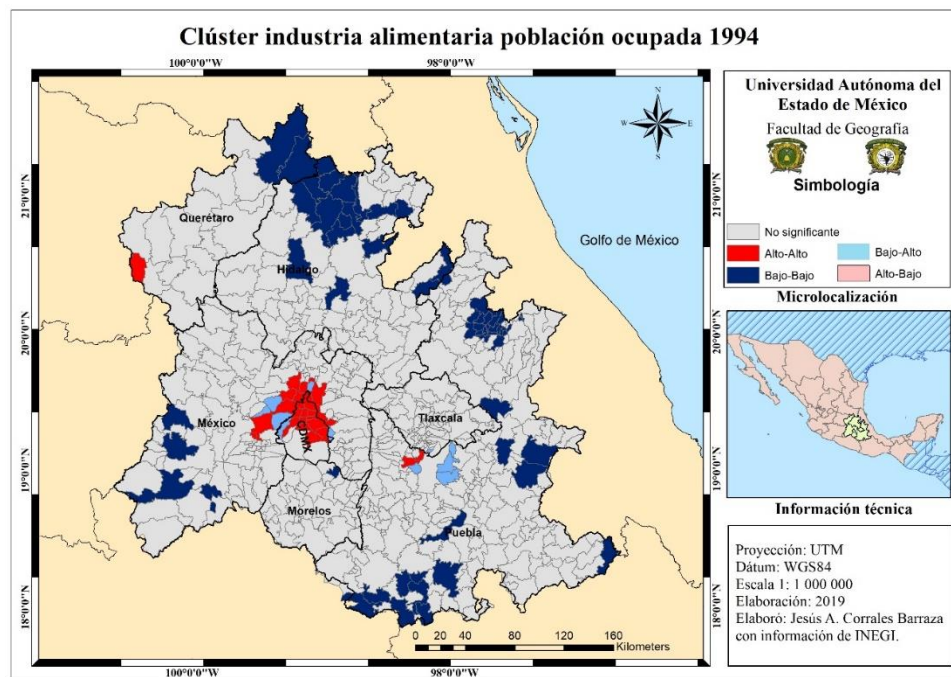 Clúster industria alimentaria población ocupada 1994
100°0'0"W
98°0'0"W
21°0'0"N
20°0'0"N
19°0'0"N
18°0'0"N
21°0'0"N
20°0'0"N
19°0'0"N
18°0'0"N
N
W
E
S
Querétaro
Hidalgo
México
CDMX
Tlaxcala
Morelos
Puebla
Golfo de México
0 20 40 80 120 160
Kilometers
100°0'0"W
98°0'0"W
Universidad Autónoma del
Estado de México
Facultad de Geografía
Simbología
No significante
Alto-Alto
Bajo-Alto
Bajo-Bajo
Alto-Bajo
Microlocalización
Información técnica
Proyección: UTM
Dátum: WGS84
Escala 1: 1 000 000
Elaboración: 2019
Elaboró: Jesús A. Corrales Barraza
con información de INEGI.